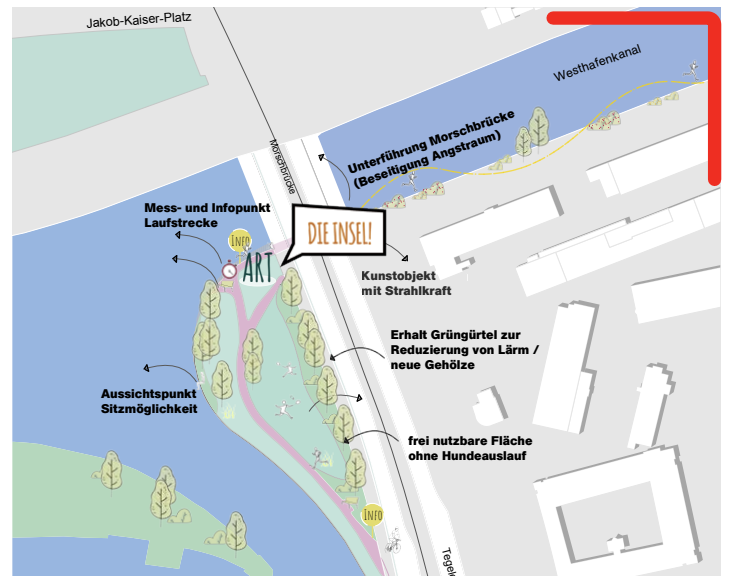 Jakob-Kaiser-Platz
Westhafenkanal
Morschbrücke
Unterführung Morschbrücke
(Beseitigung Angstraum)
Mess- und Infopunkt
Laufstrecke
INFO
DIE INSEL!
ART
Kunstobjekt
mit Strahlkraft
Erhalt Grüngürtel zur
Reduzierung von Lärm /
neue Gehölze
Aussichtspunkt
Sitzmöglichkeit
frei nutzbare Fläche
ohne Hundeauslauf
INFO
Tegele